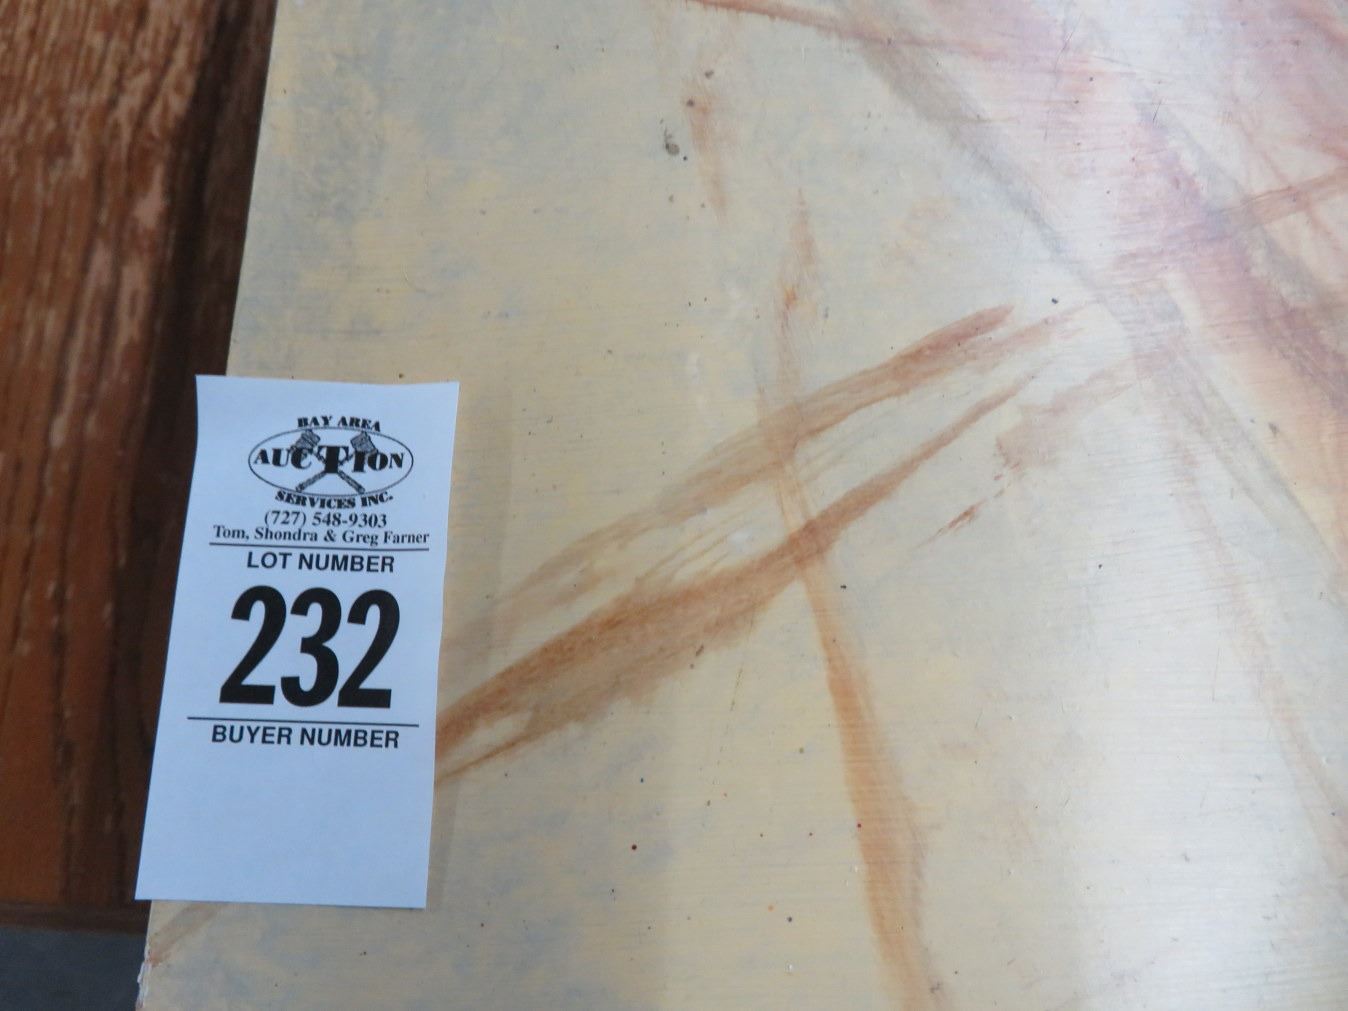 BAY AREA
AUCTION
SERVICES INC.
(727) 548-9303
Tom, Shondra & Greg Farner
LOT NUMBER
232
BUYER NUMBER